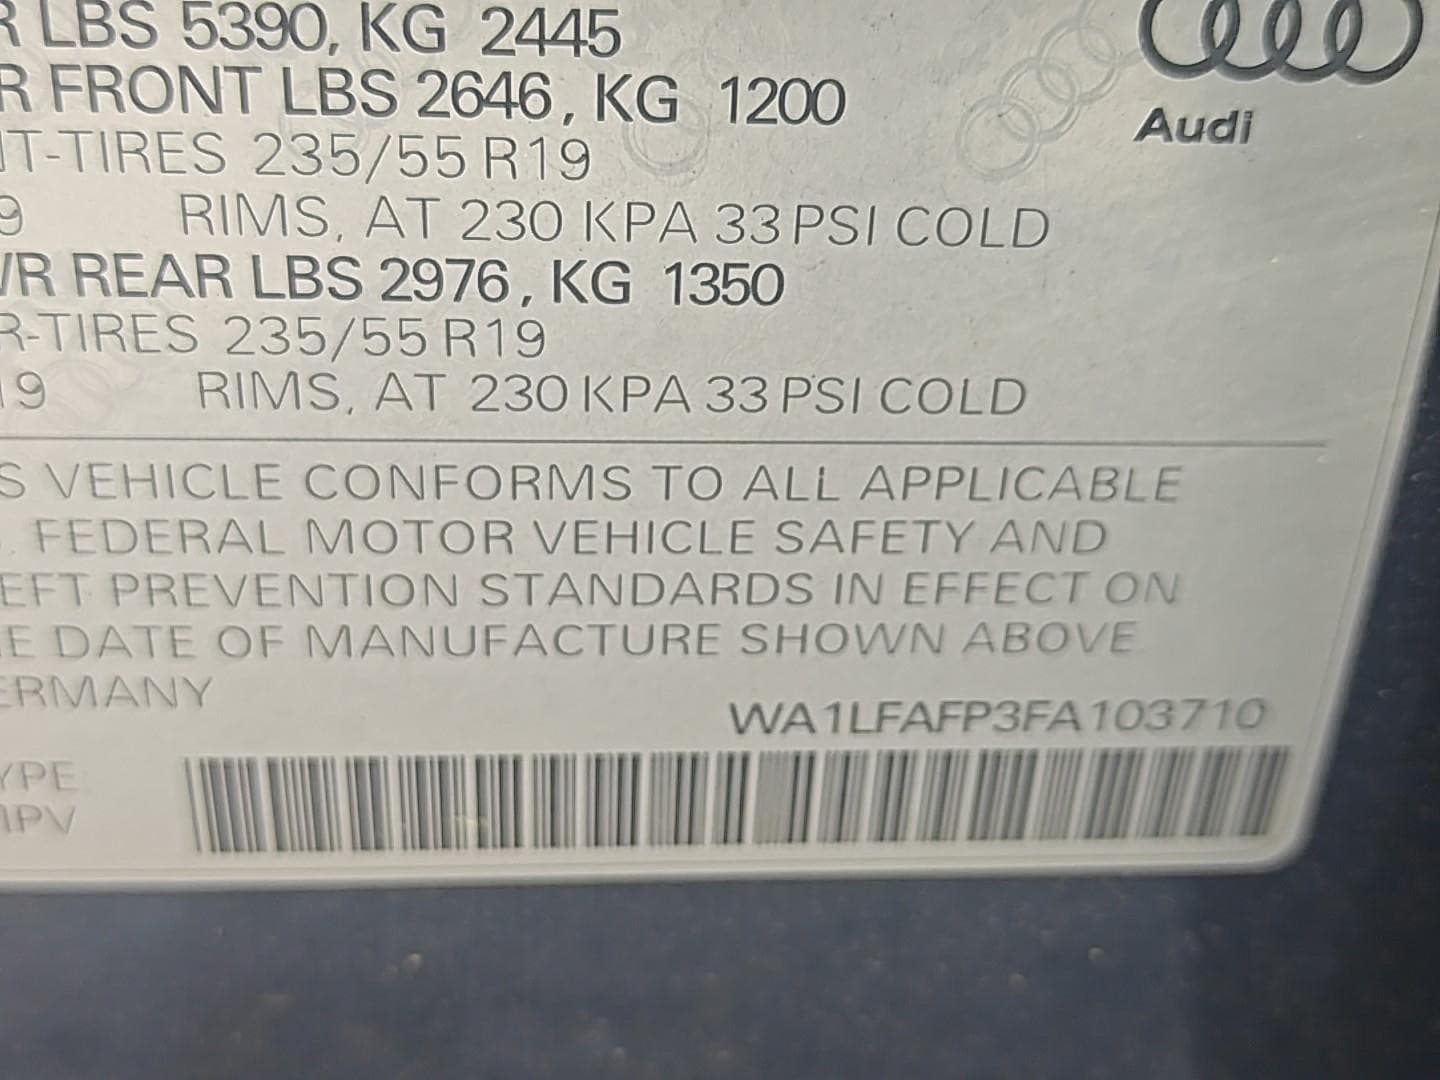 R LBS 5390, KG 2445
R FRONT LBS 2646, KG 1200
Audi
NT-TIRES 235/55 R19
9 RIMS, AT 230 KPA 33 PSI COLD
WR REAR LBS 2976, KG 1350
R-TIRES 235/55 R19
19 RIMS, AT 230 KPA 33 PSI COLD
S VEHICLE CONFORMS TO ALL APPLICABLE
. FEDERAL MOTOR VEHICLE SAFETY AND
EFT PREVENTION STANDARDS IN EFFECT ON
E DATE OF MANUFACTURE SHOWN ABOVE
ERMANY
WA1LFAFP3FA103710
YPE
MPV